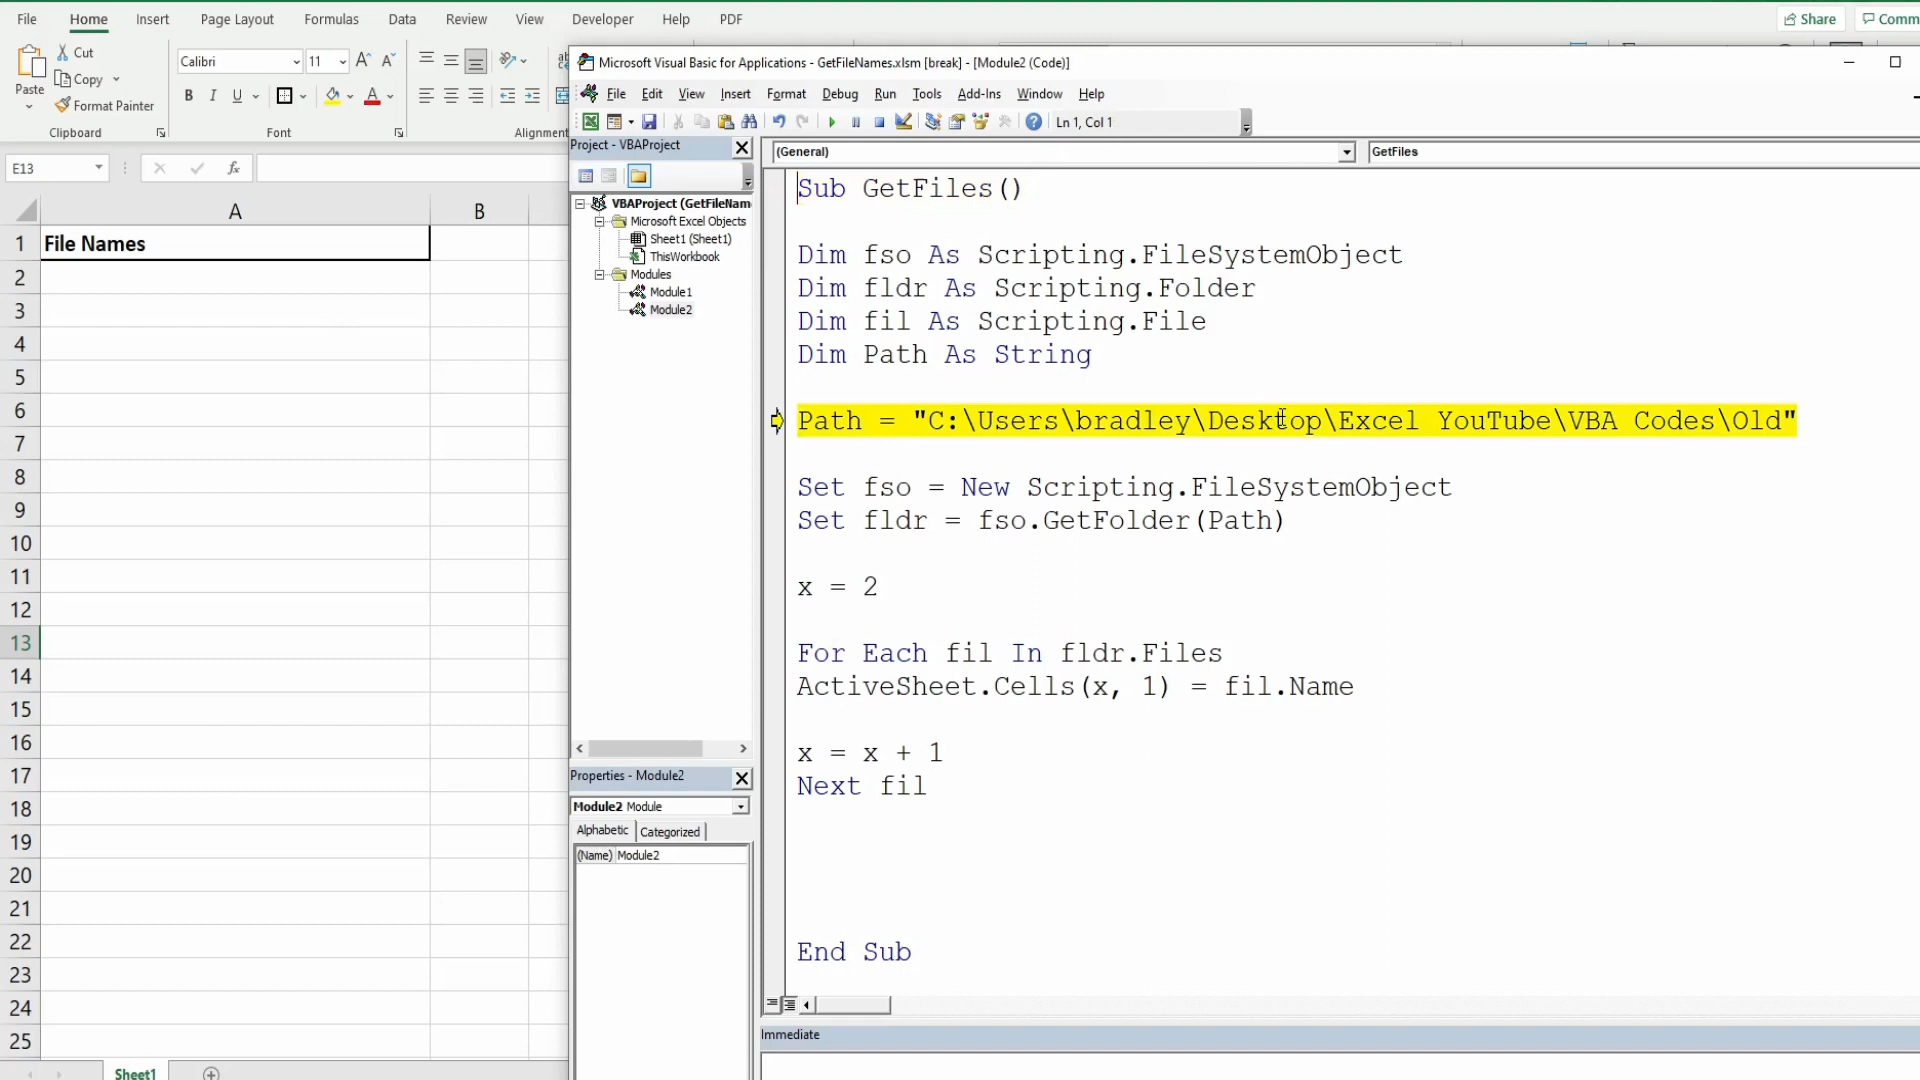 File Home Insert Page Layout Formulas Data Review View Developer Help PDF Share
Paste
Cut
Copy
Format Painter
Clipboard
Calibri 11
B I U
Font
Alignment
E13
fx
A B
1 File Names
2
3
4
5
6
7
8
9
10
11
12
13
14
15
16
17
18
19
20
21
22
23
24
25
Sheet1
Microsoft Visual Basic for Applications - GetFileNames.xlsm [break] - [Module2 (Code)]
File Edit View Insert Format Debug Run Tools Add-Ins Window Help
Ln 1, Col 1
Project - VBAProject
VBAProject (GetFileNam
Microsoft Excel Objects
Sheet1 (Sheet1)
ThisWorkbook
Modules
Module1
Module2
Properties - Module2
Module2 Module
Alphabetic Categorized
(Name) Module2
(General) GetFiles
Sub GetFiles()
Dim fso As Scripting.FileSystemObject
Dim fldr As Scripting.Folder
Dim fil As Scripting.File
Dim Path As String
Path = "C:\Users\bradley\Desktop\Excel YouTube\VBA Codes\Old"
Set fso = New Scripting.FileSystemObject
Set fldr = fso.GetFolder(Path)
x = 2
For Each fil In fldr.Files
ActiveSheet.Cells(x, 1) = fil.Name
x = x + 1
Next fil
End Sub
Immediate